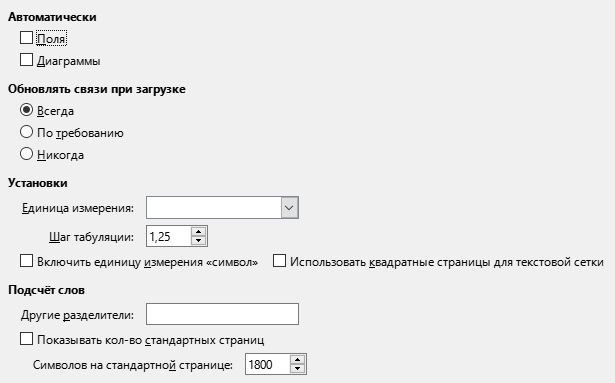 Автоматически
Поля
Диаграммы
Обновлять связи при загрузке
Всегда
По требованию
Никогда
Установки
Единица измерения:
Шаг табуляции: 1,25
Включить единицу измерения «символ» Использовать квадратные страницы для текстовой сетки
Подсчёт слов
Другие разделители:
Показывать кол-во стандартных страниц
Символов на стандартной странице: 1800